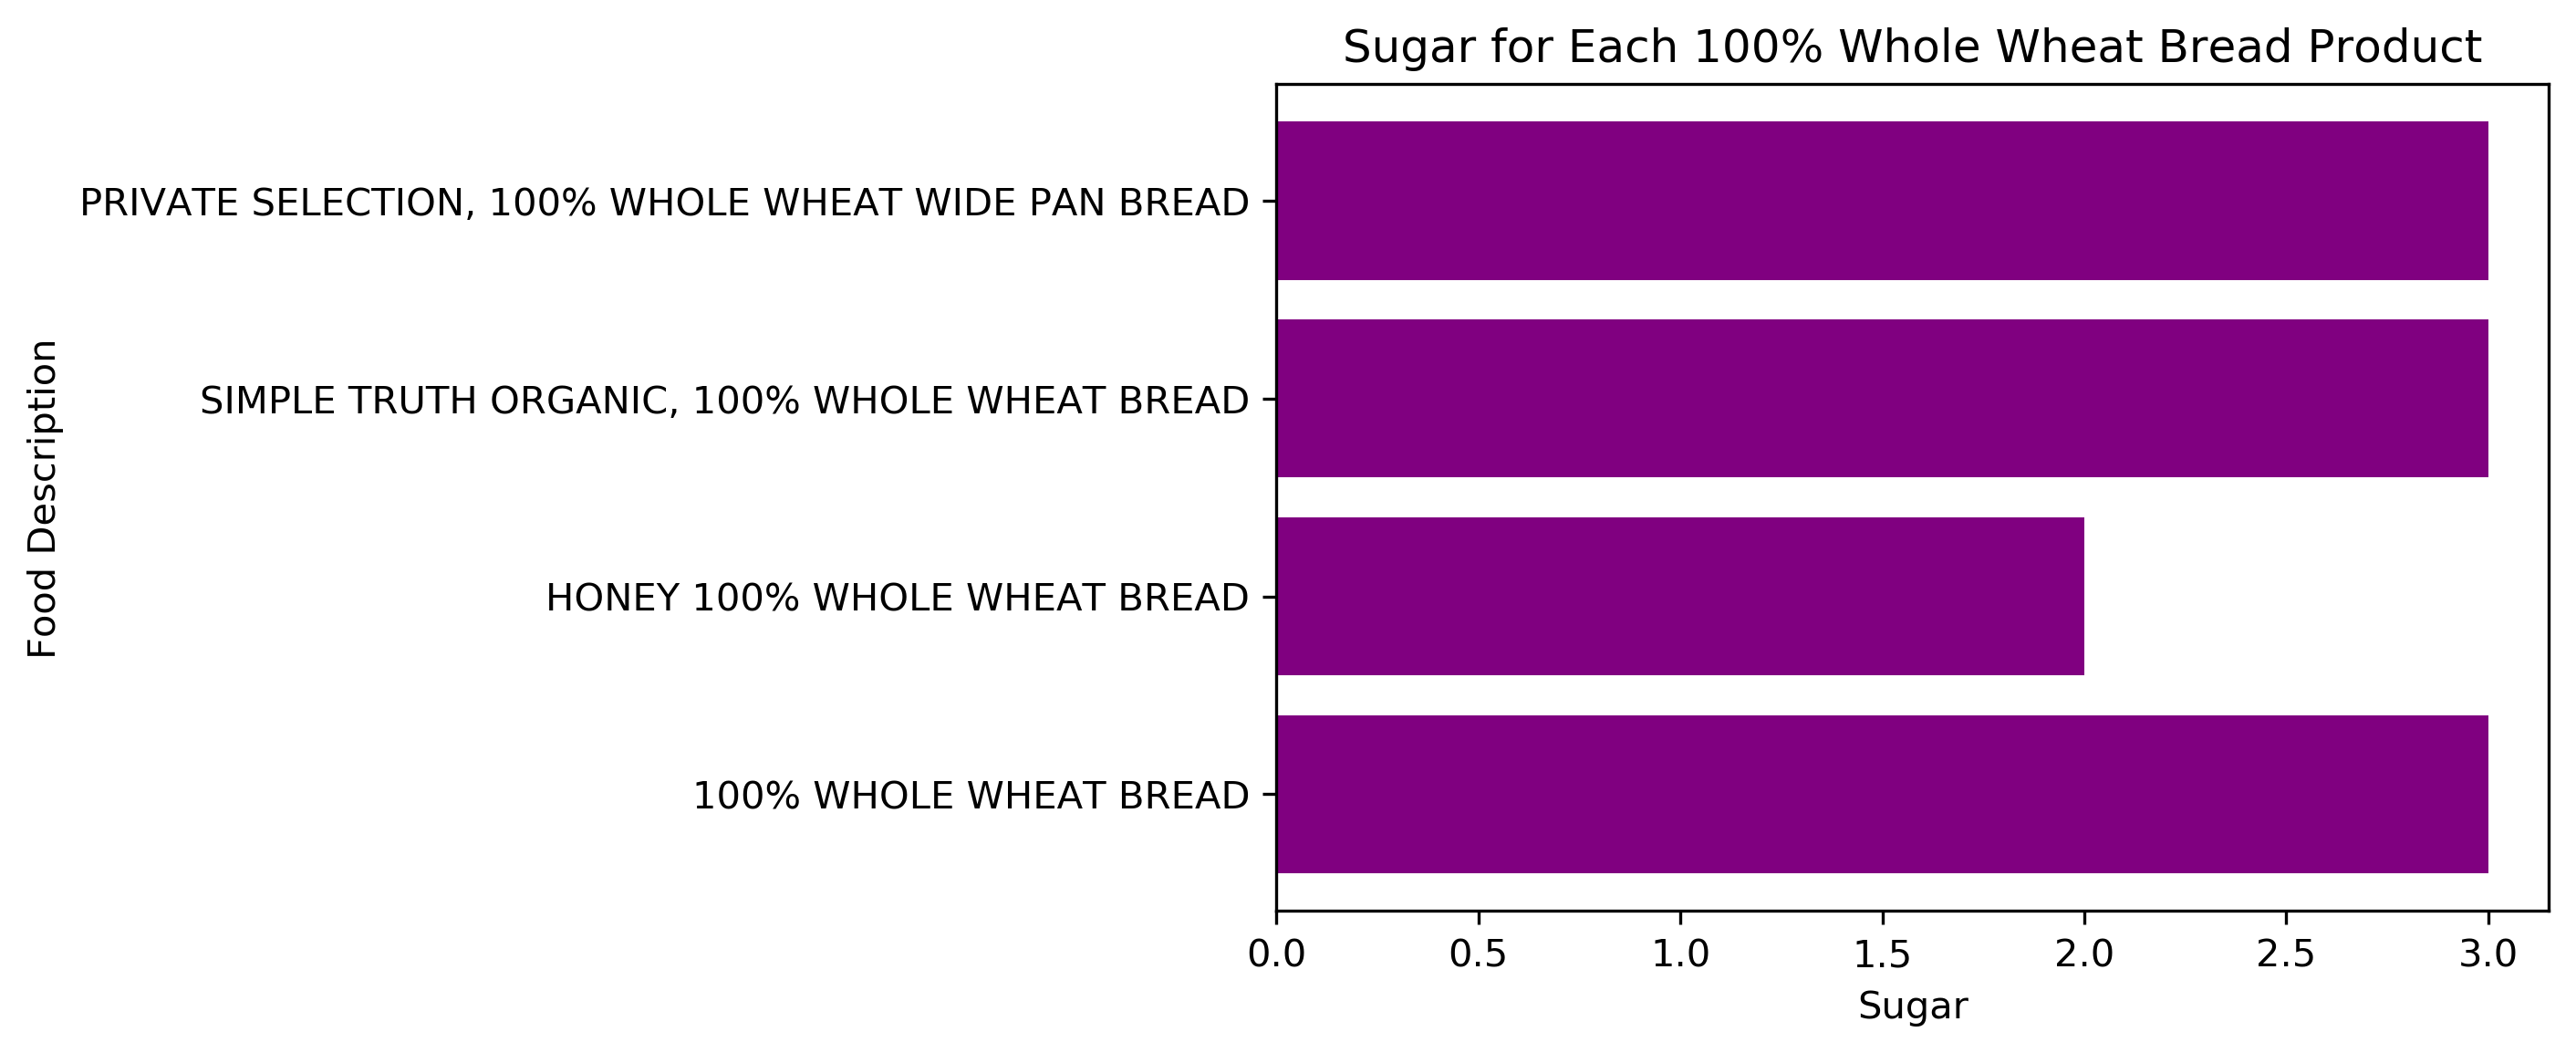 Sugar for Each 100% Whole Wheat Bread Product
PRIVATE SELECTION, 100% WHOLE WHEAT WIDE PAN BREAD
SIMPLE TRUTH ORGANIC, 100% WHOLE WHEAT BREAD
HONEY 100% WHOLE WHEAT BREAD
100% WHOLE WHEAT BREAD
Food Description
0.0 0.5 1.0 1.5 2.0 2.5 3.0
Sugar